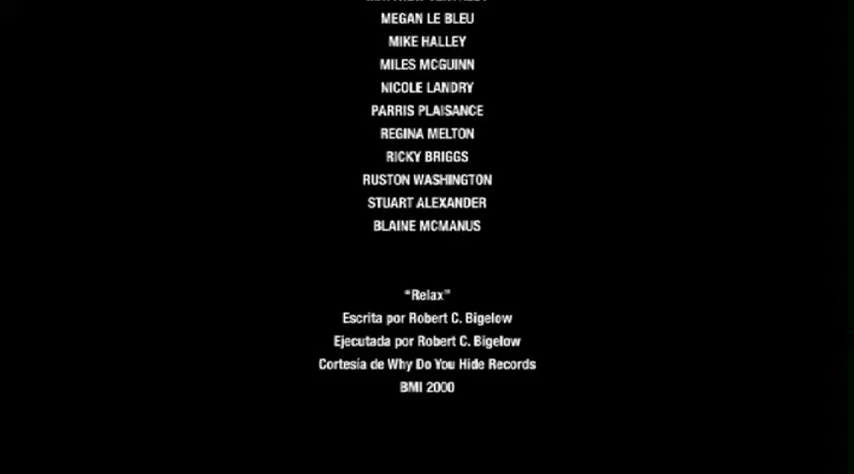 MEGAN LE BLEU
MIKE HALLEY
MILES MCGUINN
NICOLE LANDRY
PARRIS PLAISANCE
REGINA MELTON
RICKY BRIGGS
RUSTON WASHINGTON
STUART ALEXANDER
BLAINE MCMANUS
“Relax”
Escrita por Robert C. Bigelow
Ejecutada por Robert C. Bigelow
Cortesía de Why Do You Hide Records
BMI 2000